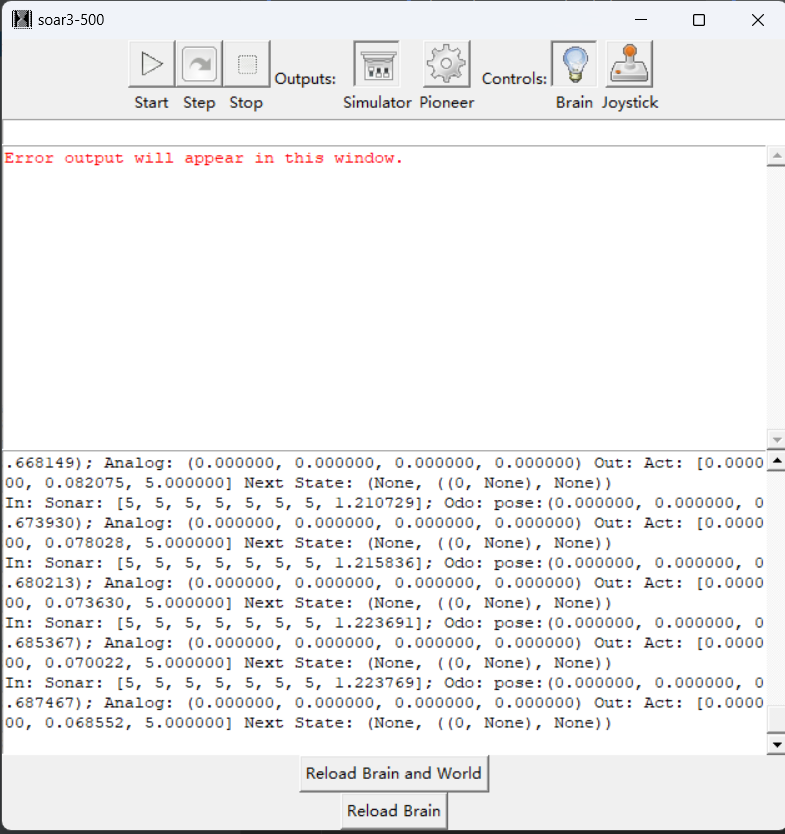 soar3-500
Start Step Stop Outputs: Simulator Pioneer Controls: Brain Joystick
Error output will appear in this window.
.668149); Analog: (0.000000, 0.000000, 0.000000, 0.000000) Out: Act: [0.0000
00, 0.082075, 5.000000] Next State: (None, ((0, None), None))
In: Sonar: [5, 5, 5, 5, 5, 5, 5, 1.210729]; Odo: pose:(0.000000, 0.000000, 0
.673930); Analog: (0.000000, 0.000000, 0.000000, 0.000000) Out: Act: [0.0000
00, 0.078028, 5.000000] Next State: (None, ((0, None), None))
In: Sonar: [5, 5, 5, 5, 5, 5, 5, 1.215836]; Odo: pose:(0.000000, 0.000000, 0
.680213); Analog: (0.000000, 0.000000, 0.000000, 0.000000) Out: Act: [0.0000
00, 0.073630, 5.000000] Next State: (None, ((0, None), None))
In: Sonar: [5, 5, 5, 5, 5, 5, 5, 1.223691]; Odo: pose:(0.000000, 0.000000, 0
.685367); Analog: (0.000000, 0.000000, 0.000000, 0.000000) Out: Act: [0.0000
00, 0.070022, 5.000000] Next State: (None, ((0, None), None))
In: Sonar: [5, 5, 5, 5, 5, 5, 5, 1.223769]; Odo: pose:(0.000000, 0.000000, 0
.687467); Analog: (0.000000, 0.000000, 0.000000, 0.000000) Out: Act: [0.0000
00, 0.068552, 5.000000] Next State: (None, ((0, None), None))
Reload Brain and World
Reload Brain